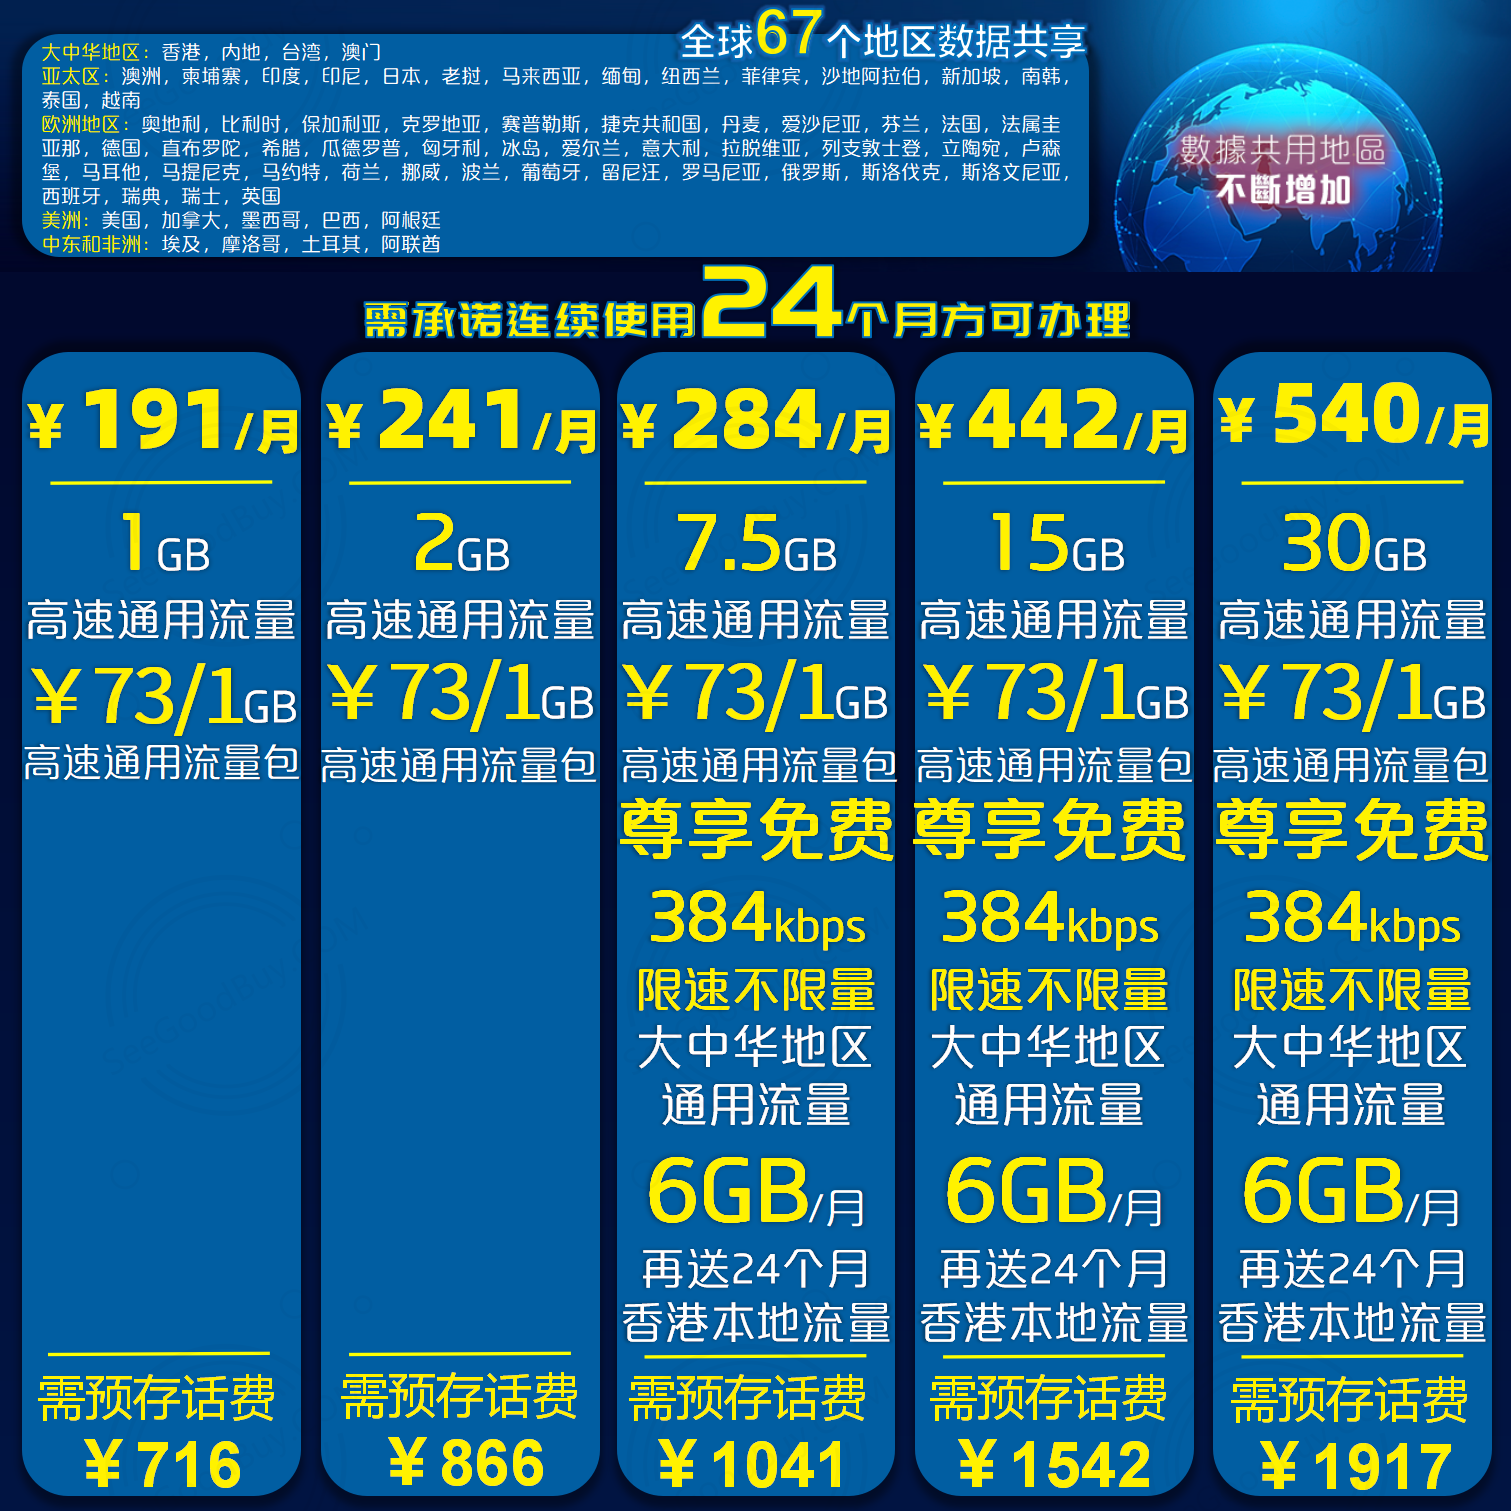 全球67个地区数据共享
大中华地区：香港，内地，台湾，澳门
亚太区：澳洲，柬埔寨，印度，印尼，日本，老挝，马来西亚，缅甸，纽西兰，菲律宾，沙地阿拉伯，新加坡，南韩，
泰国，越南
欧洲地区：奥地利，比利时，保加利亚，克罗地亚，赛普勒斯，捷克共和国，丹麦，爱沙尼亚，芬兰，法国，法属圭
亚那，德国，直布罗陀，希腊，瓜德罗普，匈牙利，冰岛，爱尔兰，意大利，拉脱维亚，列支敦士登，立陶宛，卢森
堡，马耳他，马提尼克，马约特，荷兰，挪威，波兰，葡萄牙，留尼汪，罗马尼亚，俄罗斯，斯洛伐克，斯洛文尼亚，
西班牙，瑞典，瑞士，英国
美洲：美国，加拿大，墨西哥，巴西，阿根廷
中东和非洲：埃及，摩洛哥，土耳其，阿联酋
數據共用地區
不斷增加
需承诺连续使用24个月方可办理
¥191/月
1GB
高速通用流量
¥73/1GB
高速通用流量包
需预存话费
¥716
¥241/月
2GB
高速通用流量
¥73/1GB
高速通用流量包
需预存话费
¥866
¥284/月
7.5GB
高速通用流量
¥73/1GB
高速通用流量包
尊享免费
384kbps
限速不限量
大中华地区
通用流量
6GB/月
再送24个月
香港本地流量
需预存话费
¥1041
¥442/月
15GB
高速通用流量
¥73/1GB
高速通用流量包
尊享免费
384kbps
限速不限量
大中华地区
通用流量
6GB/月
再送24个月
香港本地流量
需预存话费
¥1542
¥540/月
30GB
高速通用流量
¥73/1GB
高速通用流量包
尊享免费
384kbps
限速不限量
大中华地区
通用流量
6GB/月
再送24个月
香港本地流量
需预存话费
¥1917